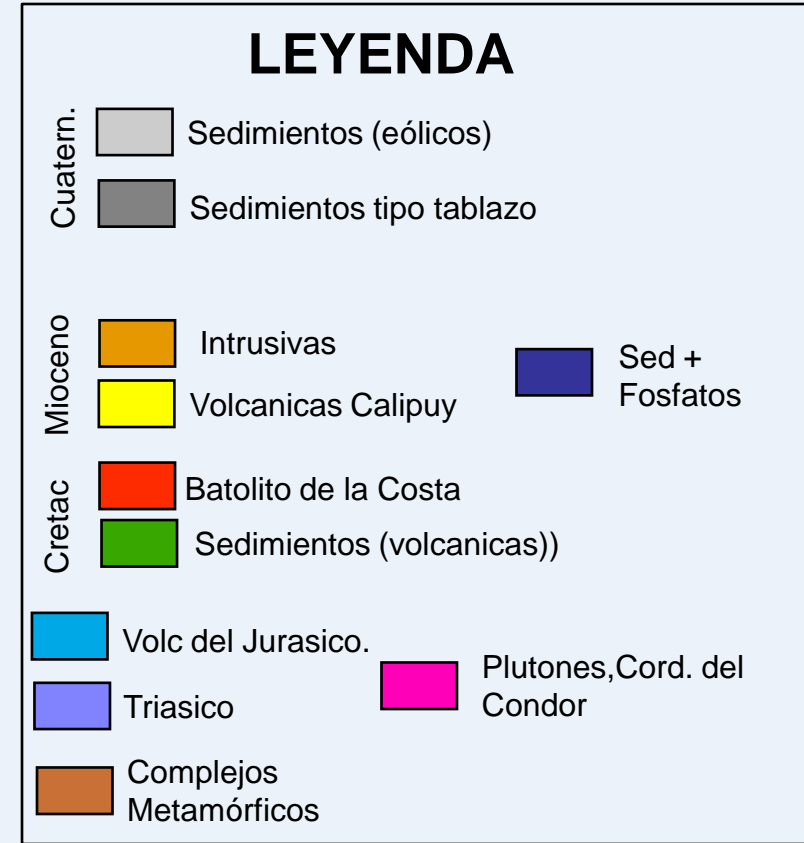 LEYENDA
Cuatern.
Sedimientos (eólicos)
Sedimientos tipo tablazo
Mioceno
Intrusivas
Volcanicas Calipuy
Sed +
Fosfatos
Cretac
Batolito de la Costa
Sedimientos (volcanicas))
Volc del Jurasico.
Triasico
Plutones,Cord. del
Condor
Complejos
Metamórficos